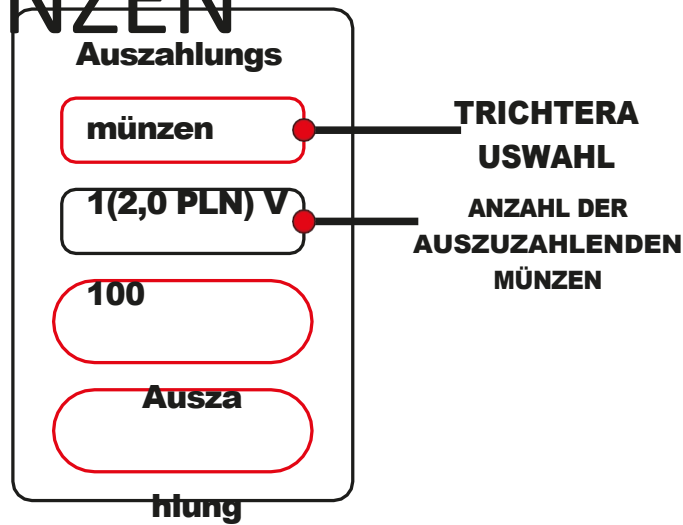 NZEN
Auszahlungs
münzen
1(2,0 PLN) V
100
Ausza
hlung
TRICHTERA
USWAHL
ANZAHL DER
AUSZUZAHLENDEN
MÜNZEN